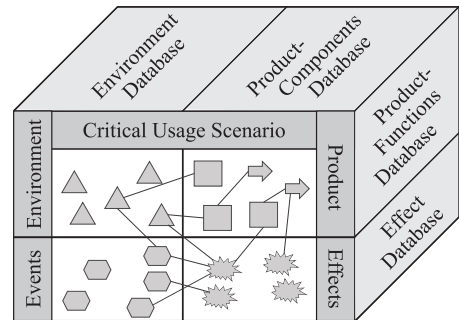 Environment
Database
Product-
Components
Database
Product-
Functions
Database
Effect
Database
Critical Usage Scenario
Environment
Product
Events
Effects